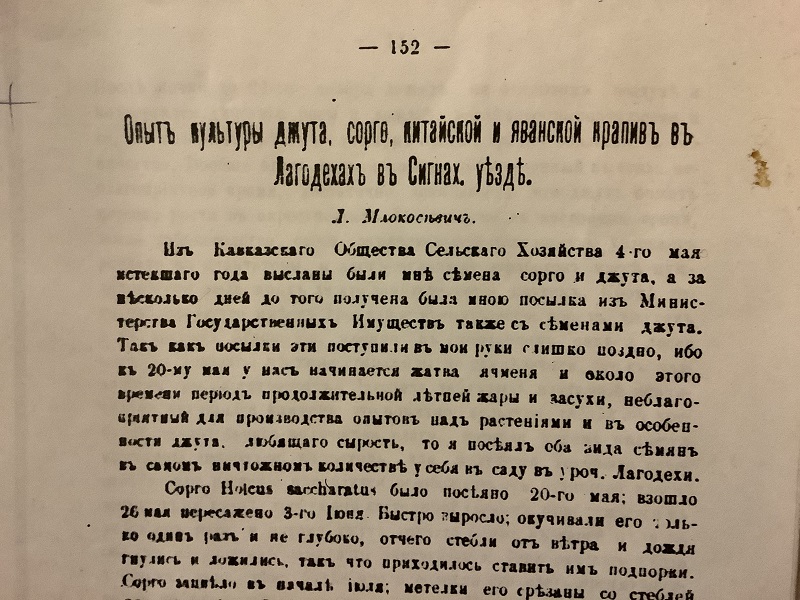 — 152 —
Опытъ культуры джута, сорго, китайской и яванской крапивъ въ
Лагодехахъ въ Сигнах. уѣздѣ.
Л. Млокосѣвичъ.
Изъ Кавказскаго Общества Сельскаго Хозяйства 4-го мая
истекшаго года высланы были мнѣ сѣмена сорго и джута, а за
нѣсколько дней до того получена была мною посылка изъ Минис-
терства Государственныхъ Имуществъ также съ сѣменами джута.
Такъ какъ посылки эти поступили въ мои руки слишко поздно, ибо
къ 20-му мая у насъ начинается жатва ячменя и около этого
времени періодъ продолжительной лѣтней жары и засухи, неблаго-
пріятный для производства опытовъ надъ растеніями и въ особен-
ности джута, любящаго сырость, то я посѣялъ оба вида сѣмянъ
въ самомъ ничтожномъ количествѣ у себя въ саду въ уроч. Лагодехи.
Сорго Holcus saccharatus было посѣяно 20-го мая; взошло
26 мая пересажено 3-го Іюня. Быстро выросло; окучивали его толь-
ко одинъ разъ и не глубоко, отчего стебли отъ вѣтра и дождя
гнулись и ложились, такъ что приходилось ставить имъ подпорки.
Сорго зацвѣло въ началѣ іюля; метелки его срѣзаны со стеблей